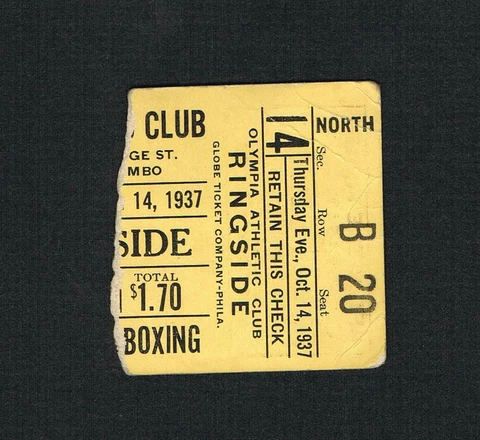 CLUB
GE ST.
MBO
14, 1937
SIDE
TOTAL
$1.70
BOXING
GLOBE TICKET COMPANY-PHILA.
RINGSIDE
OLYMPIA ATHLETIC CLUB
14
RETAIN THIS CHECK
Thursday Eve., Oct. 14, 1937
NORTH
Sec. Row Seat
B 20